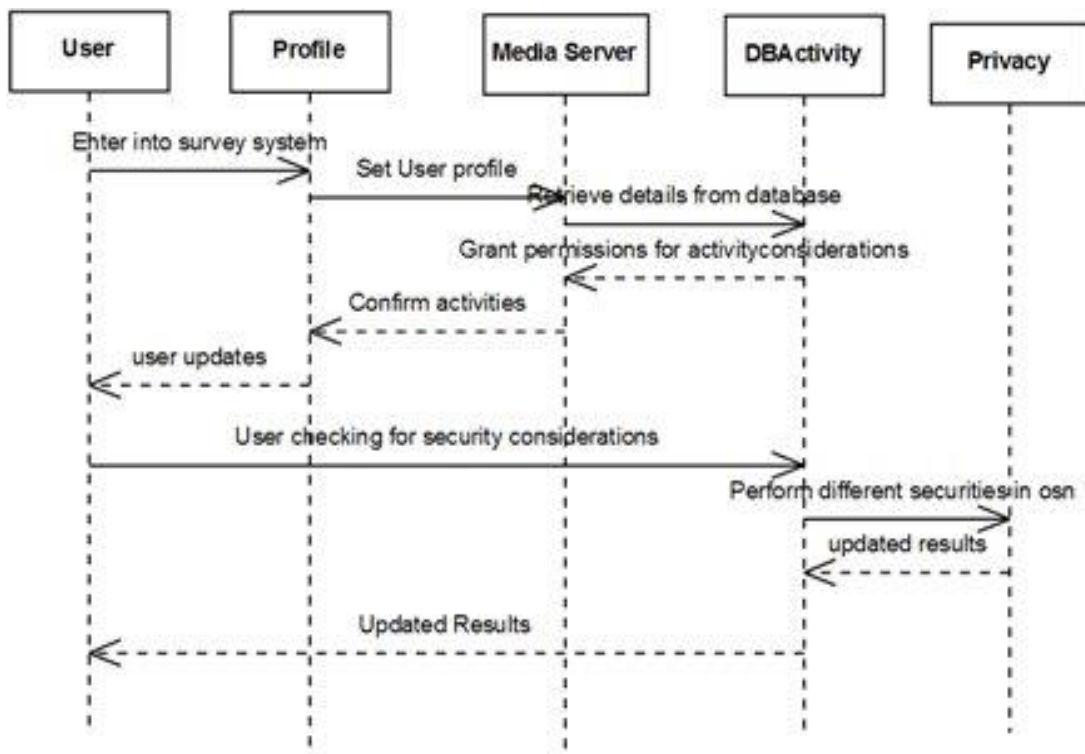 User
Profile
Media Server
DBActivity
Privacy
Enter into survey system
Set User profile
Retrieve details from database
Grant permissions for activityconsiderations
Confirm activities
user updates
User checking for security considerations
Perform different securities in osn
updated results
Updated Results